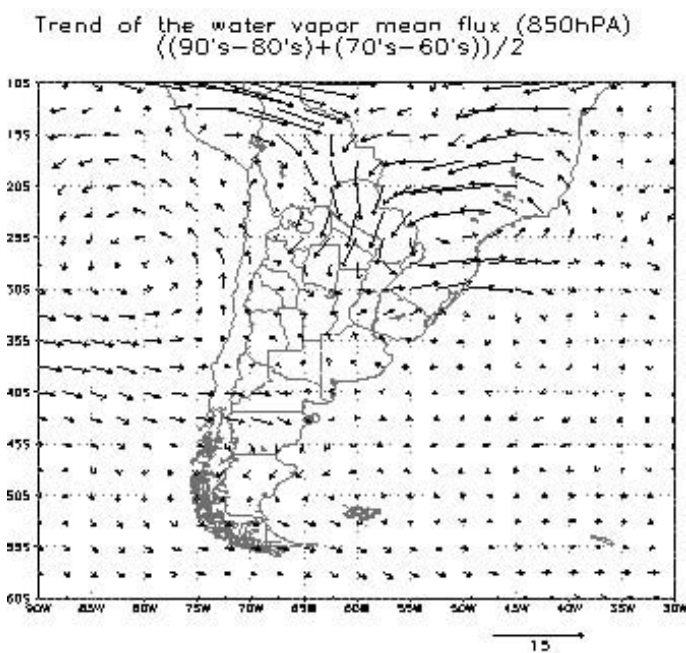 Trend of the water vapor mean flux (850hPA)
((90's-80's)+(70's-60's))/2
10S
15S
20S
25S
30S
35S
40S
45S
50S
55S
60S
90W 85W 80W 75W 70W 65W 60W 55W 50W 45W 40W 35W 30W
15